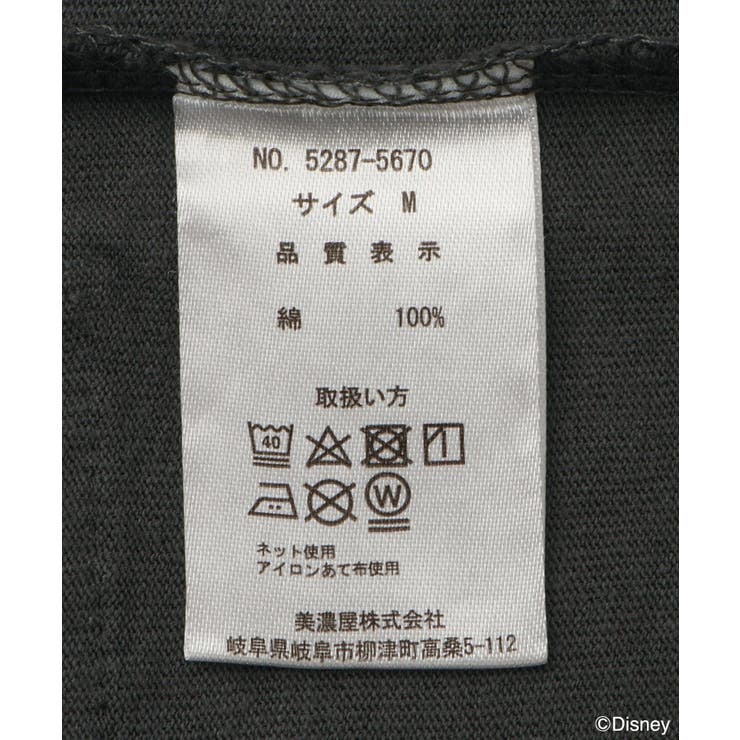 NO. 5287-5670
サイズ M
品質表示
綿 100%
取扱い方
40
W
ネット使用
アイロンあて布使用
美濃屋株式会社
岐阜県岐阜市柳津町高桑5-112
©Disney